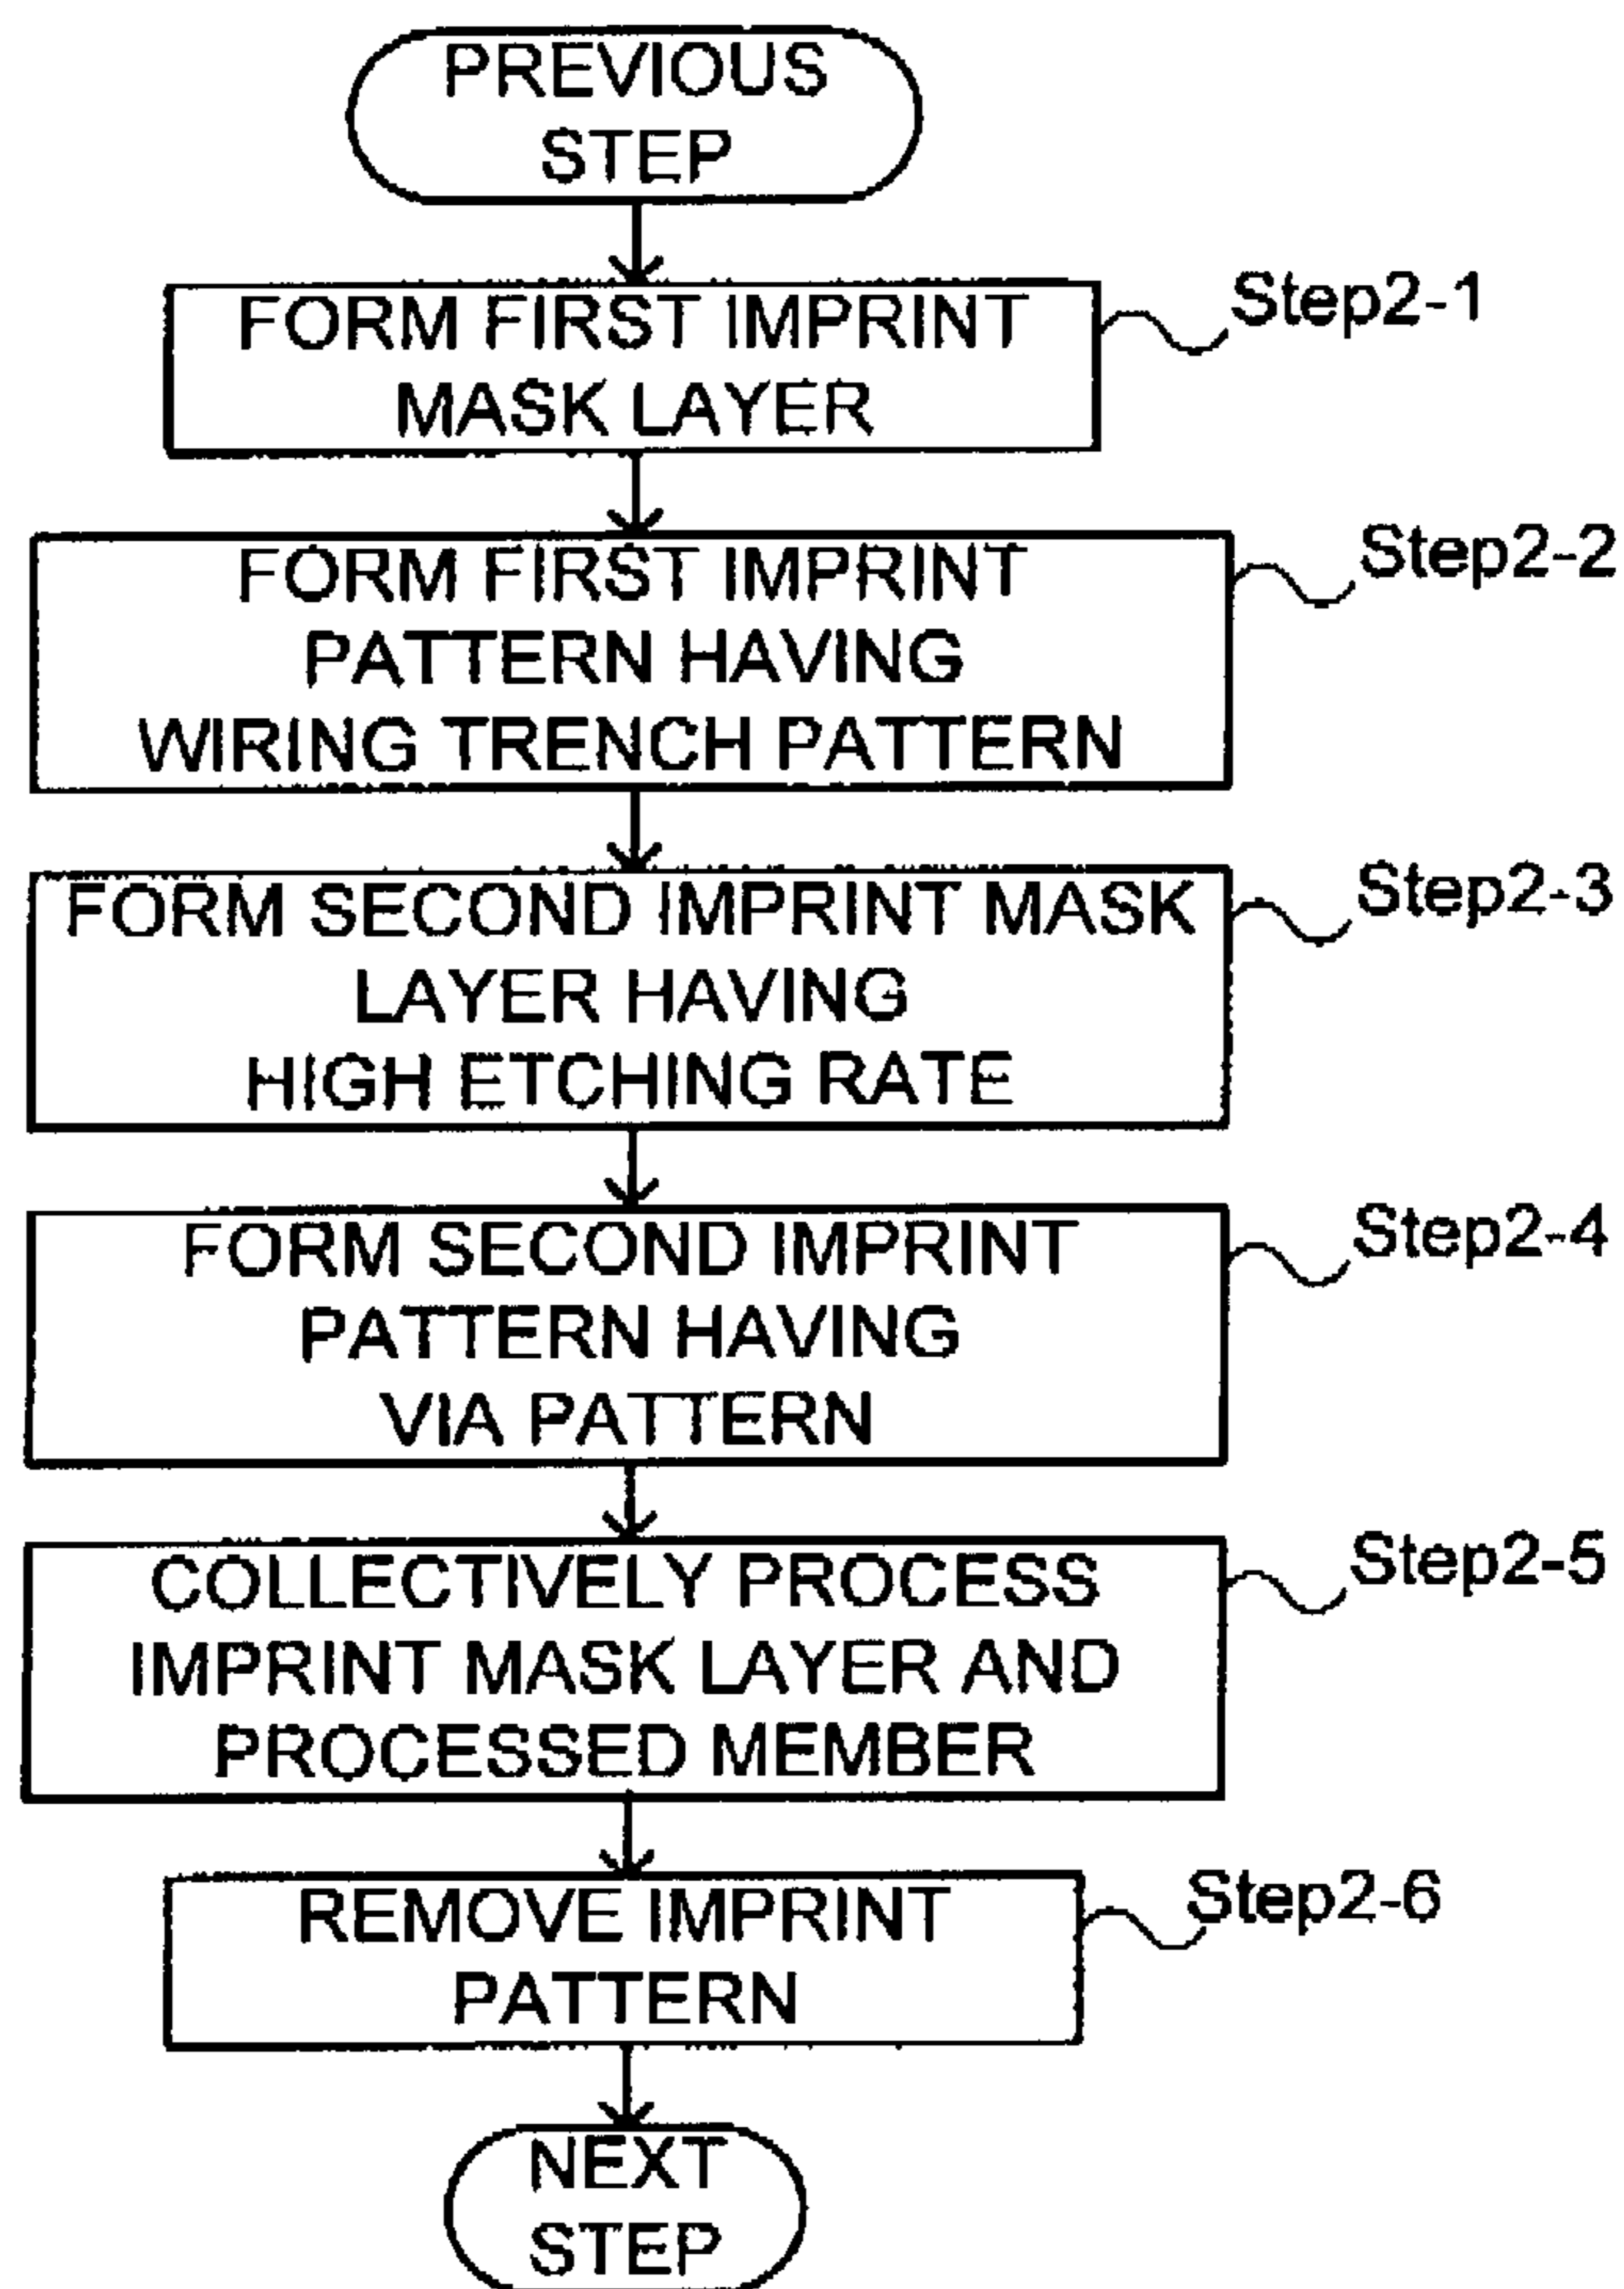 PREVIOUS
STEP
FORM FIRST IMPRINT
MASK LAYER
Step2-1
FORM FIRST IMPRINT
PATTERN HAVING
WIRING TRENCH PATTERN
Step2-2
FORM SECOND IMPRINT MASK
LAYER HAVING
HIGH ETCHING RATE
Step2-3
FORM SECOND IMPRINT
PATTERN HAVING
VIA PATTERN
Step2-4
COLLECTIVELY PROCESS
IMPRINT MASK LAYER AND
PROCESSED MEMBER
Step2-5
REMOVE IMPRINT
PATTERN
Step2-6
NEXT
STEP